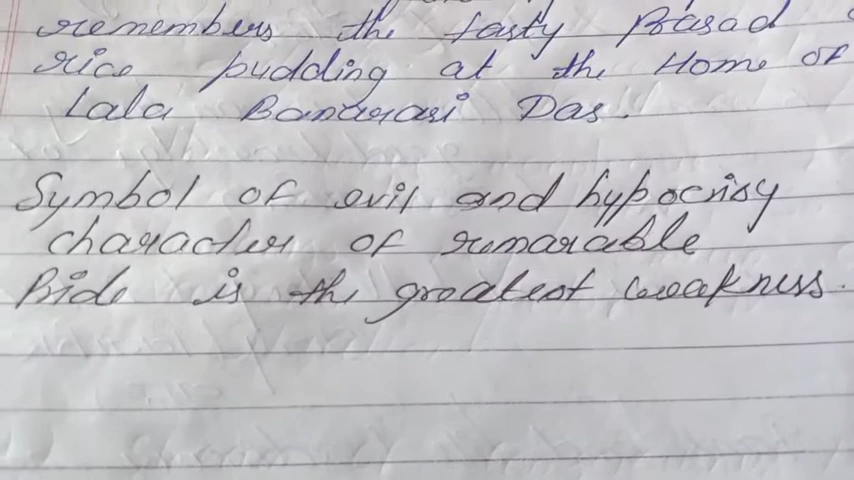 remembers the tasty Prasad
rice pudding at the Home of
Lala Banarasi Das.
Symbol of evil and hypocrisy
character of remarable
Pride is the greatest weakness.